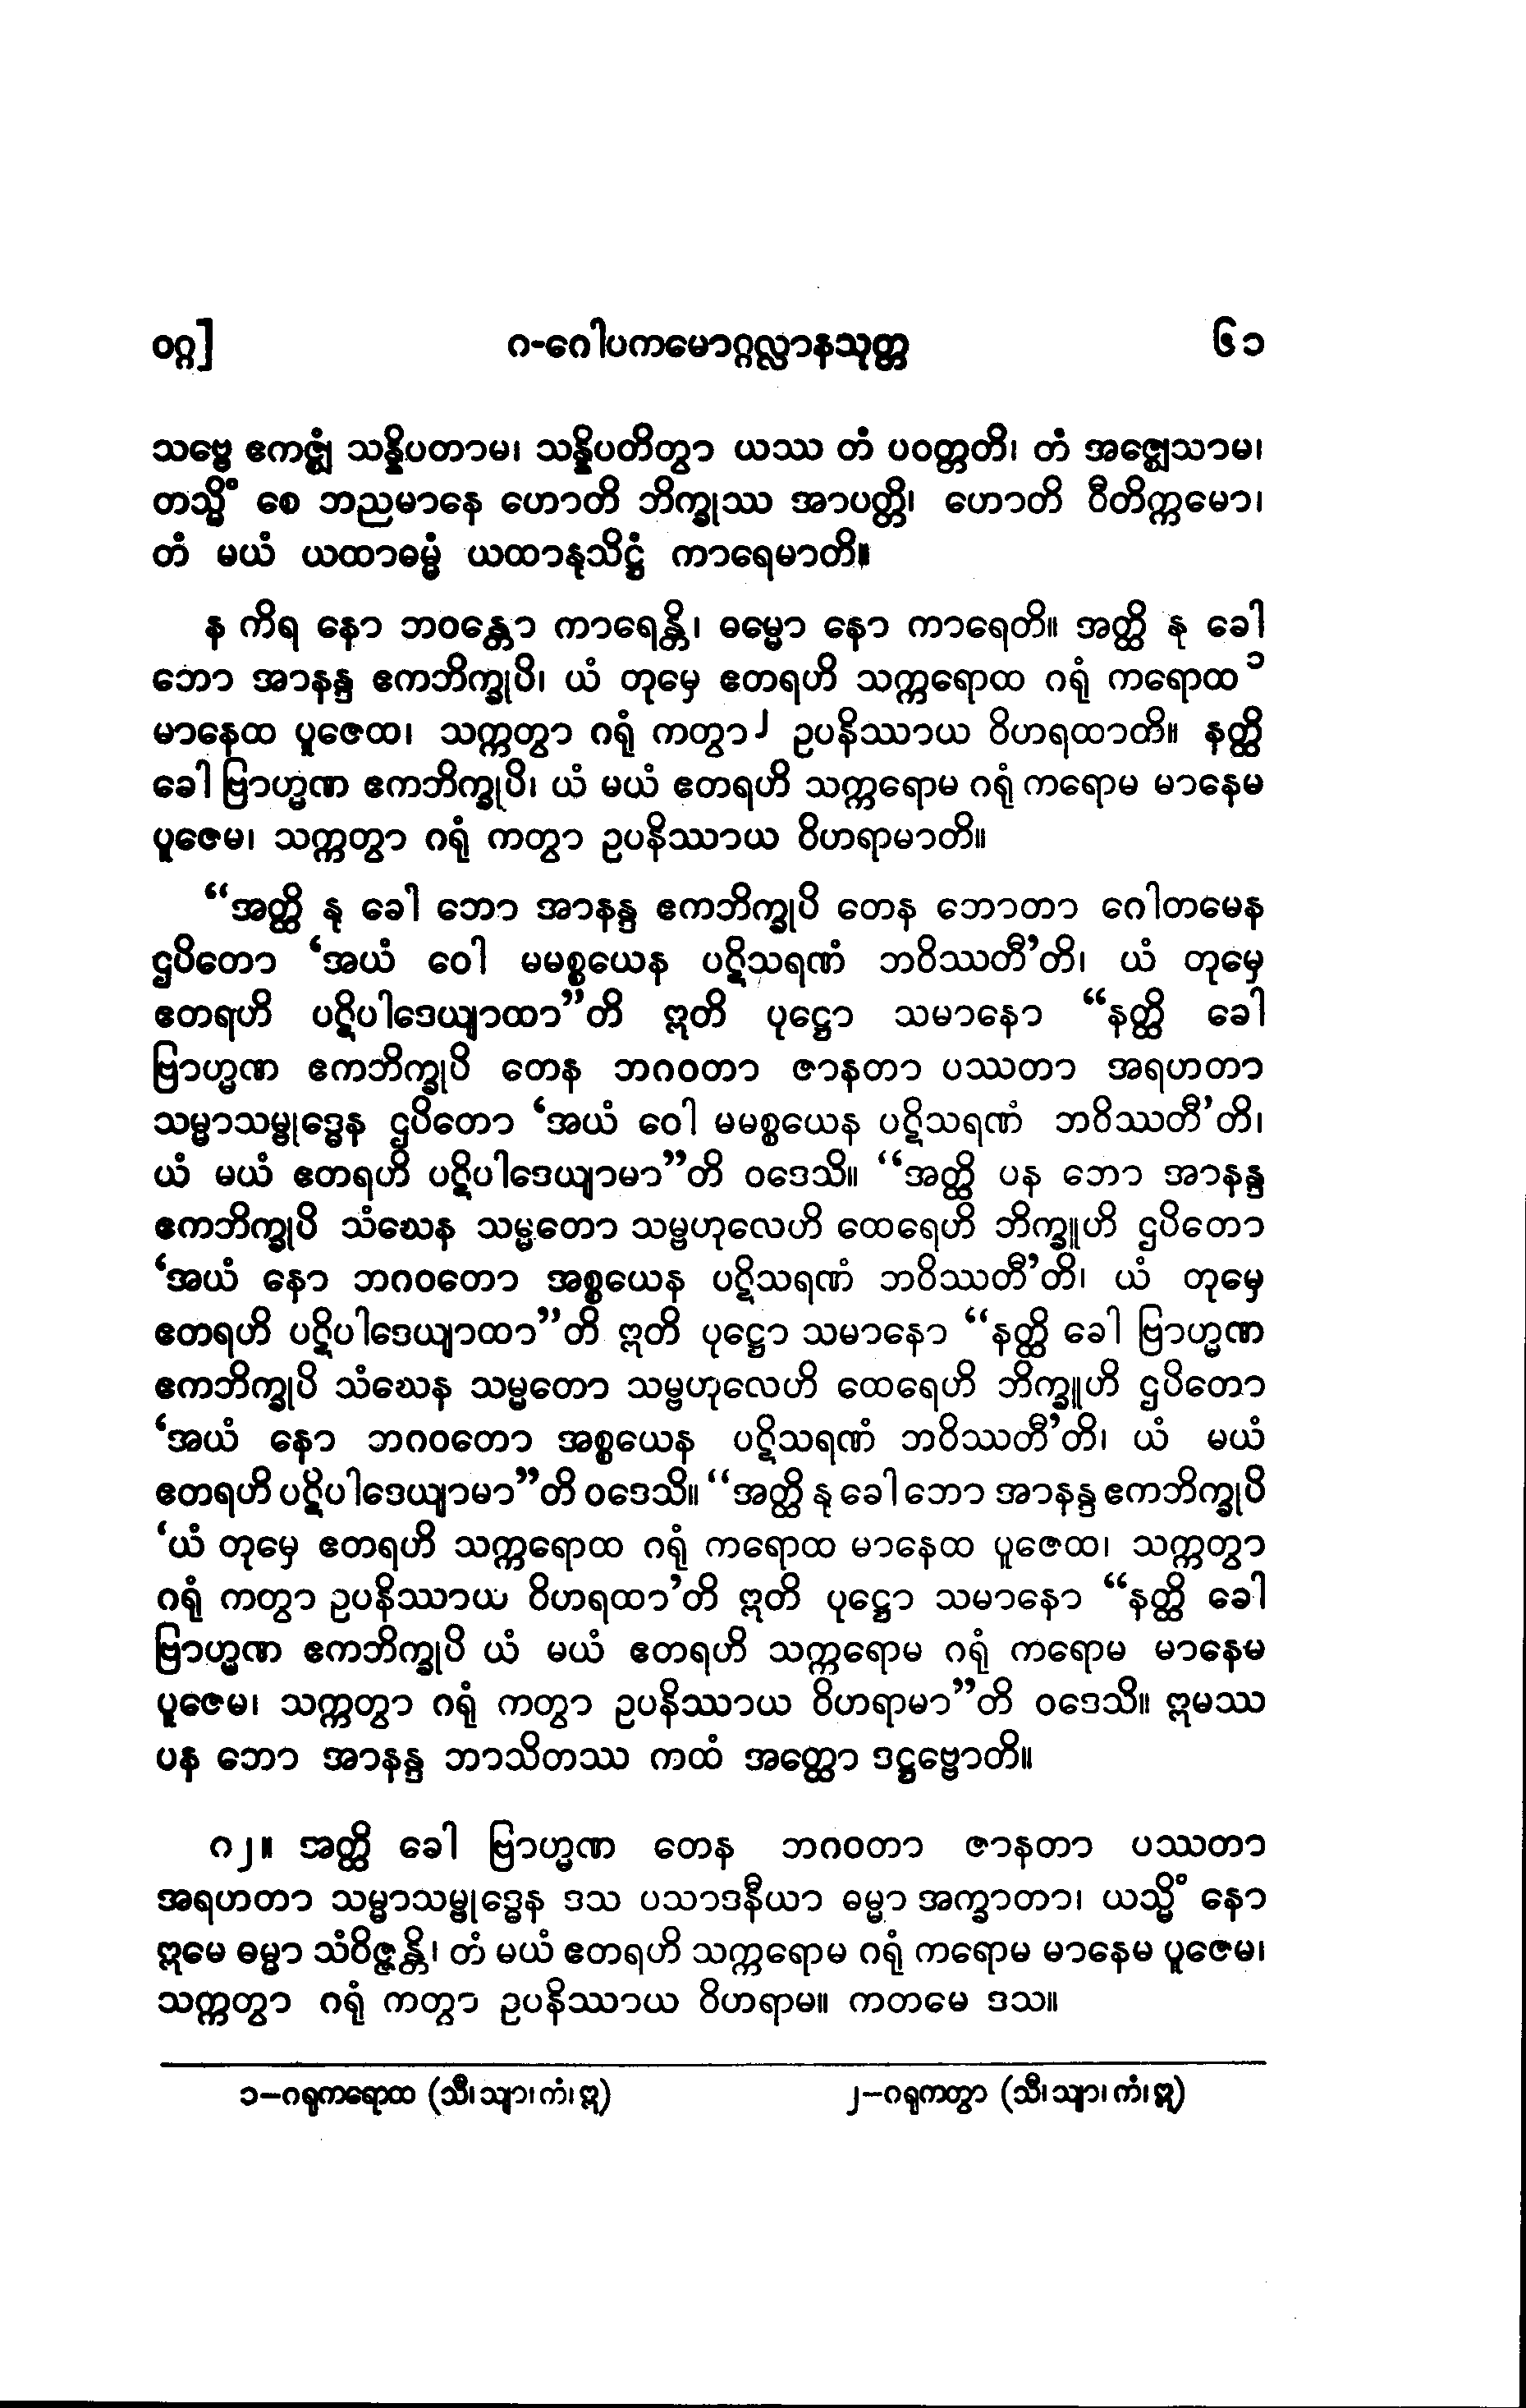 ဝဂ္ဂ]
ဂ-ဂေါပကမောဂ္ဂလ္လာနသုတ္တ
၆၁
သဗ္ဗေ ဧကဇ္ဈံ သန္နိပတာမ၊ သန္နိပတိတွာ ယဿ တံ ပဝတ္တတိ၊ တံ အဇ္ဈေသာမ၊
တသ္မိံ စေ ဘညမာနေ ဟောတိ ဘိက္ခုဿ အာပတ္တိ၊ ဟောတိ ဝီတိက္ကမော၊
တံ မယံ ယထာဓမ္မံ ယထာနုသိဋ္ဌံ ကာရေမာတိ။
န ကိရ နော ဘဝန္တော ကာရေန္တိ၊ ဓမ္မော နော ကာရေတိ။ အတ္ထိ နု ခေါ
ဘော အာနန္ဒ ဧကဘိက္ခုပိ၊ ယံ တုမှေ ဧတရဟိ သက္ကရောထ ဂရုံ ကရောထ ၁
မာနေထ ပူဇေထ၊ သက္ကတွာ ဂရုံ ကတွာ ၂ ဥပနိဿာယ ဝိဟရထာတိ။ နတ္ထိ
ခေါ ဗြာဟ္မဏ ဧကဘိက္ခုပိ၊ ယံ မယံ ဧတရဟိ သက္ကရောမ ဂရုံ ကရောမ မာနေမ
ပူဇေမ၊ သက္ကတွာ ဂရုံ ကတွာ ဥပနိဿာယ ဝိဟရာမာတိ။
“အတ္ထိ နု ခေါ ဘော အာနန္ဒ ဧကဘိက္ခုပိ တေန ဘောတာ ဂေါတမေန
ဌပိတော ‘အယံ ဝေါ မမစ္စယေန ပဋိသရဏံ ဘဝိဿတီ’တိ၊ ယံ တုမှေ
ဧတရဟိ ပဋိပါဒေယျာထာ”တိ ဣတိ ပုဋ္ဌော သမာနော “နတ္ထိ ခေါ
ဗြာဟ္မဏ ဧကဘိက္ခုပိ တေန ဘဂဝတာ ဇာနတာ ပဿတာ အရဟတာ
သမ္မာသမ္ဗုဒ္ဓေန ဌပိတော ‘အယံ ဝေါ မမစ္စယေန ပဋိသရဏံ ဘဝိဿတီ’တိ၊
ယံ မယံ ဧတရဟိ ပဋိပါဒေယျာမာ”တိ ဝဒေသိ။ “အတ္ထိ ပန ဘော အာနန္ဒ
ဧကဘိက္ခုပိ သံဃေန သမ္မတော သမ္ဗဟုလေဟိ ထေရေဟိ ဘိက္ခူဟိ ဌပိတော
‘အယံ နော ဘဂဝတော အစ္စယေန ပဋိသရဏံ ဘဝိဿတီ’တိ၊ ယံ တုမှေ
ဧတရဟိ ပဋိပါဒေယျာထာ”တိ ဣတိ ပုဋ္ဌော သမာနော “နတ္ထိ ခေါ ဗြာဟ္မဏ
ဧကဘိက္ခုပိ သံဃေန သမ္မတော သမ္ဗဟုလေဟိ ထေရေဟိ ဘိက္ခူဟိ ဌပိတော
‘အယံ နော ဘဂဝတော အစ္စယေန ပဋိသရဏံ ဘဝိဿတီ’တိ၊ ယံ မယံ
ဧတရဟိ ပဋိပါဒေယျာမာ”တိ ဝဒေသိ။ “အတ္ထိ နု ခေါ ဘော အာနန္ဒ ဧကဘိက္ခုပိ
‘ယံ တုမှေ ဧတရဟိ သက္ကရောထ ဂရုံ ကရောထ မာနေထ ပူဇေထ၊ သက္ကတွာ
ဂရုံ ကတွာ ဥပနိဿာယ ဝိဟရထာ’တိ ဣတိ ပုဋ္ဌော သမာနော “နတ္ထိ ခေါ
ဗြာဟ္မဏ ဧကဘိက္ခုပိ ယံ မယံ ဧတရဟိ သက္ကရောမ ဂရုံ ကရောမ မာနေမ
ပူဇေမ၊ သက္ကတွာ ဂရုံ ကတွာ ဥပနိဿာယ ဝိဟရာမာ”တိ ဝဒေသိ။ ဣမဿ
ပန ဘော အာနန္ဒ ဘာသိတဿ ကထံ အတ္ထော ဒဋ္ဌဗ္ဗောတိ။
ဂ၂။ အတ္ထိ ခေါ ဗြာဟ္မဏ တေန ဘဂဝတာ ဇာနတာ ပဿတာ
အရဟတာ သမ္မာသမ္ဗုဒ္ဓေန ဒသ ပသာဒနီယာ ဓမ္မာ အက္ခာတာ၊ ယသ္မိံ နော
ဣမေ ဓမ္မာ သံဝိဇ္ဇန္တိ၊ တံ မယံ ဧတရဟိ သက္ကရောမ ဂရုံ ကရောမ မာနေမ ပူဇေမ၊
သက္ကတွာ ဂရုံ ကတွာ ဥပနိဿာယ ဝိဟရာမ။ ကတမေ ဒသ။
၁–ဂရုကရောထ (သီ၊ သျာ၊ ကံ၊ ဣ)
၂–ဂရုကတွာ (သီ၊ သျာ၊ ကံ၊ ဣ)